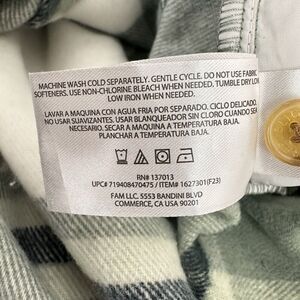 MACHINE WASH COLD SEPARATELY. GENTLE CYCLE. DO NOT USE FABRIC
SOFTENERS. USE NON-CHLORINE BLEACH WHEN NEEDED. TUMBLE DRY LOW
LOW IRON WHEN NEEDED.
LAVAR A MAQUINA CON AGUA FRIA POR SEPARADO. CICLO DELICADO.
NO USAR SUAVIZANTES. USAR BLANQUEADOR SIN CLORO CUANDO SEA
NECESARIO. SECAR A MAQUINA A TEMPERATURA BAJA.
PLANCHAR A TEMPERATURA BAJA.
RN# 137013
UPC# 719408470475 / ITEM# 1627301(F23)
FAM LLC. 5553 BANDINI BLVD
COMMERCE, CA USA 90201